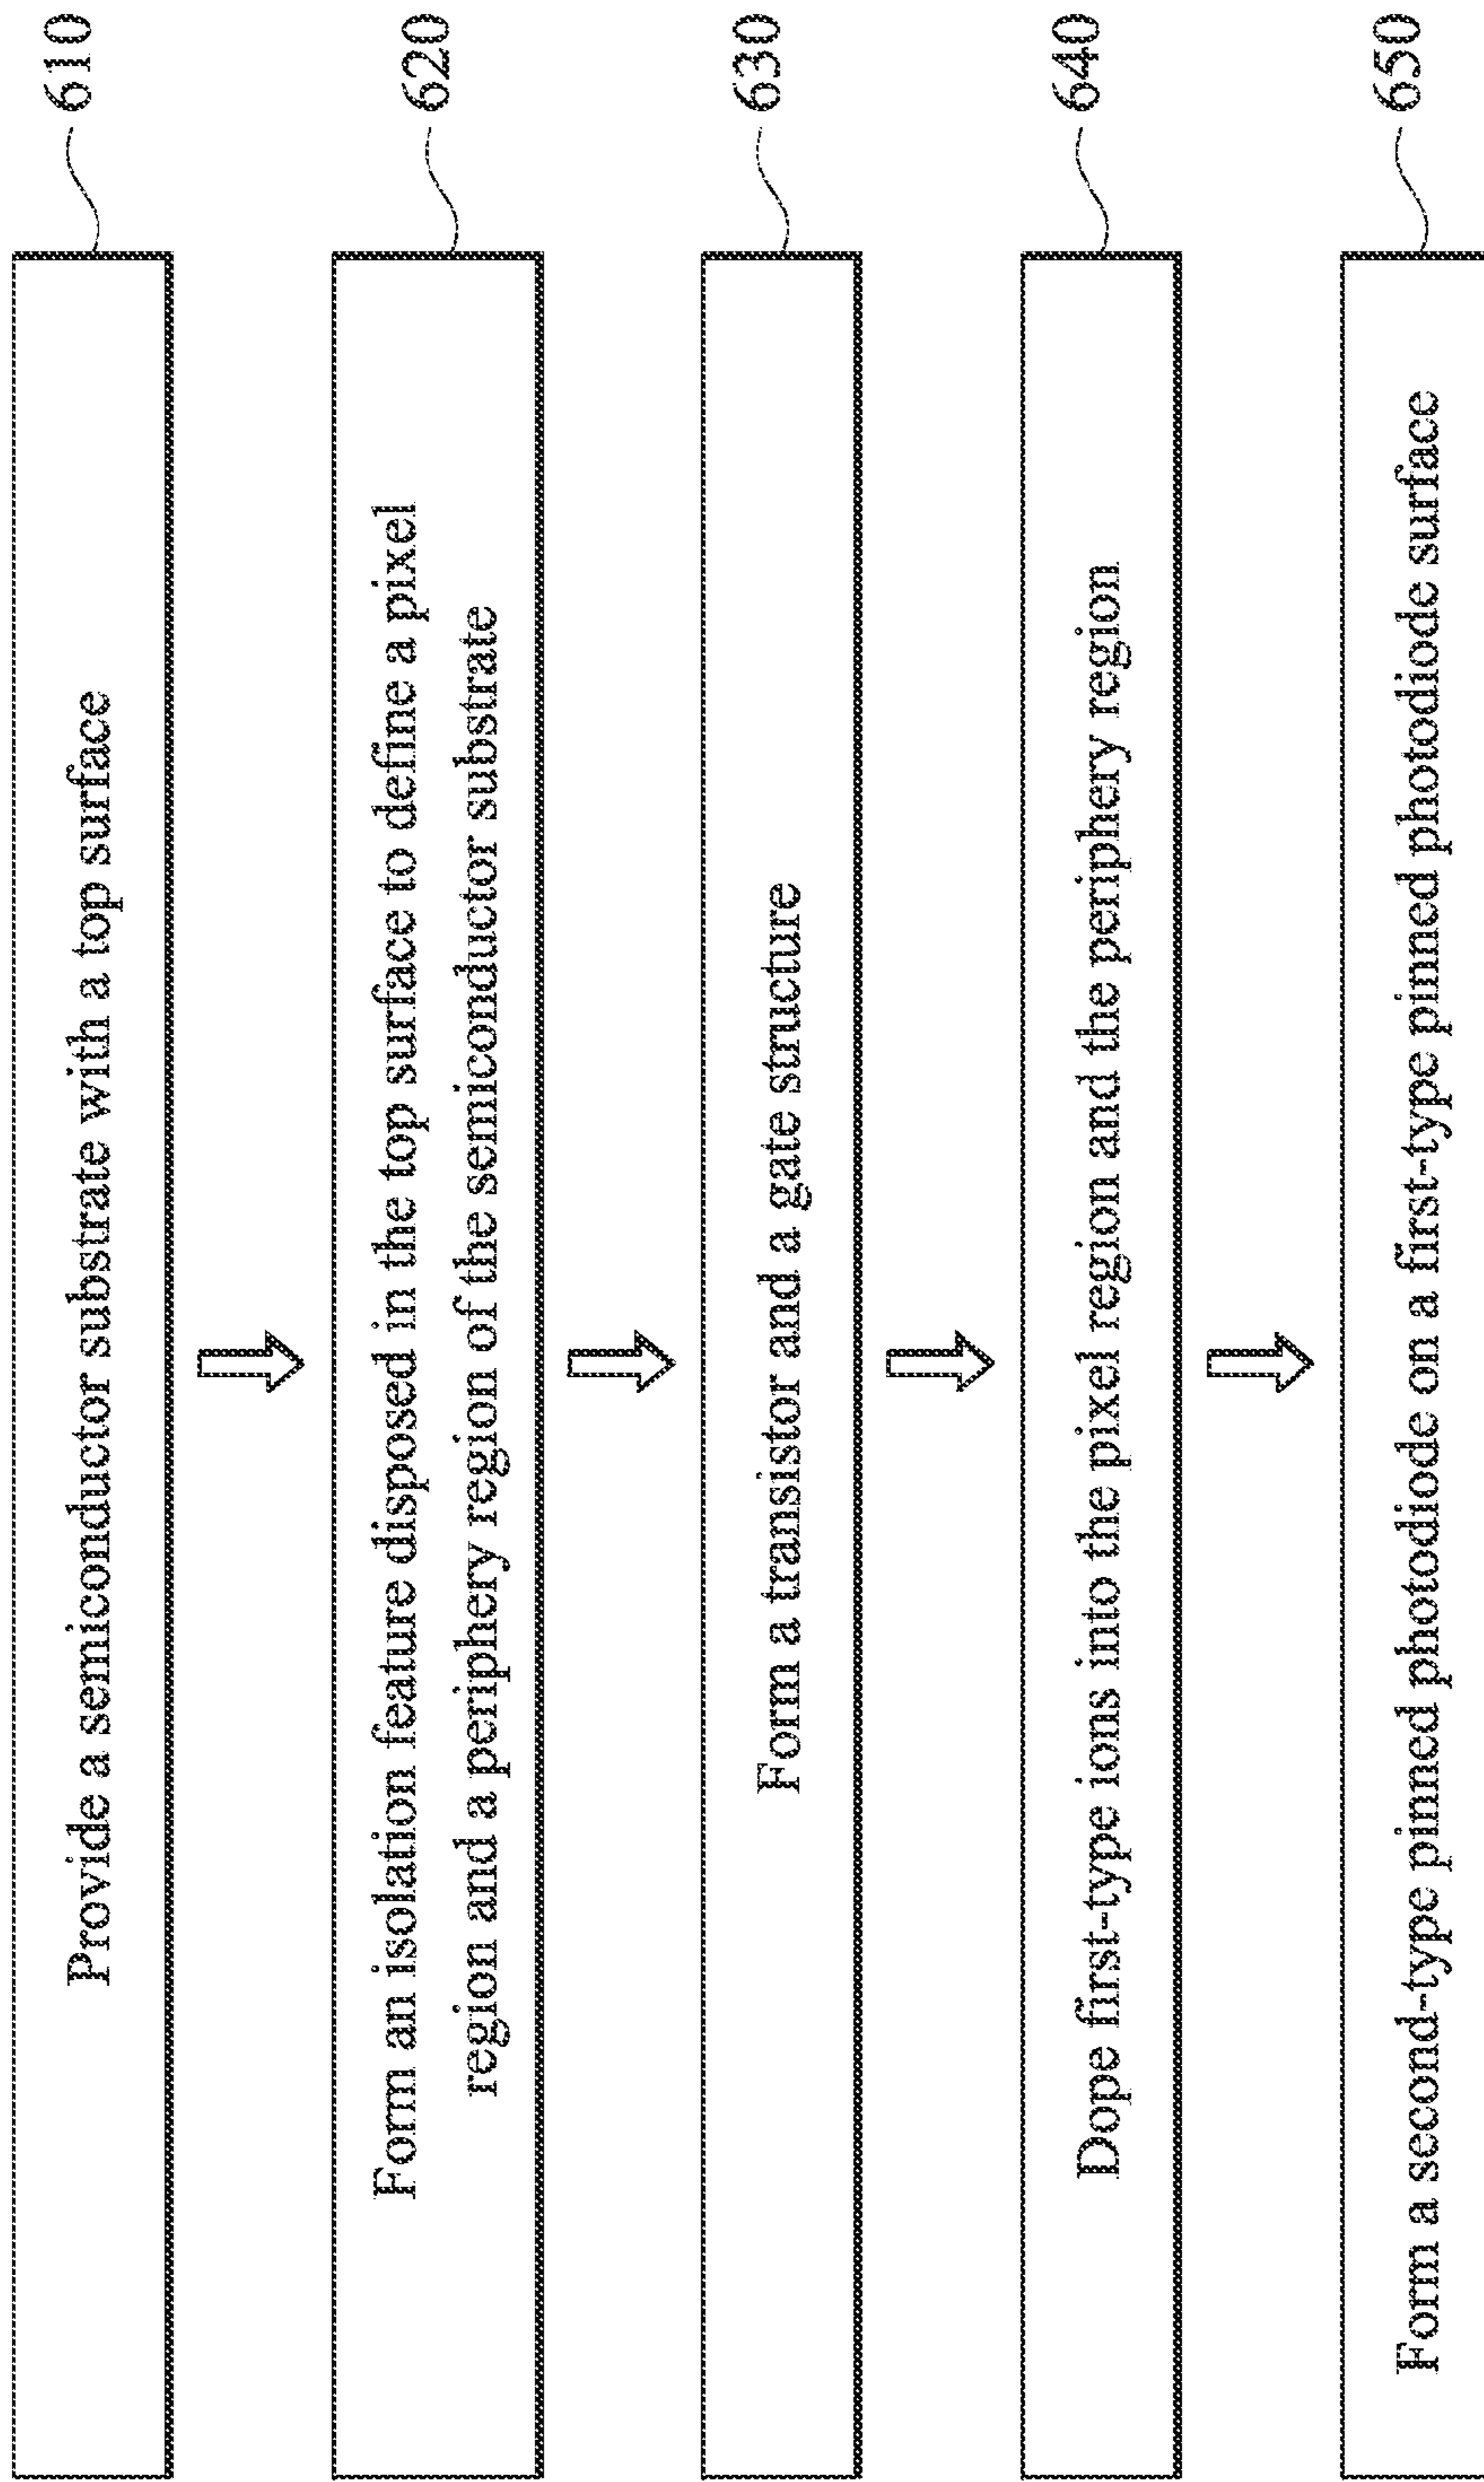 Provide a semiconductor substrate with a top surface
610
Form an isolation feature disposed in the top surface to define a pixel
region and a periphery region of the semiconductor substrate
620
Form a transistor and a gate structure
630
Dope first-type ions into the pixel region and the periphery region
640
Form a second-type pinned photodiode on a first-type pinned photodiode surface
650